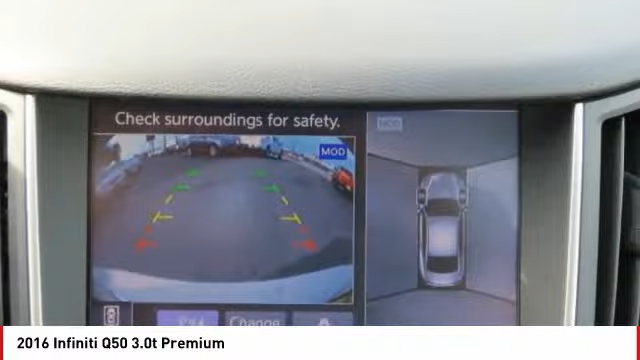 Check surroundings for safety.
MOD
MOD
Change
2016 Infiniti Q50 3.0t Premium